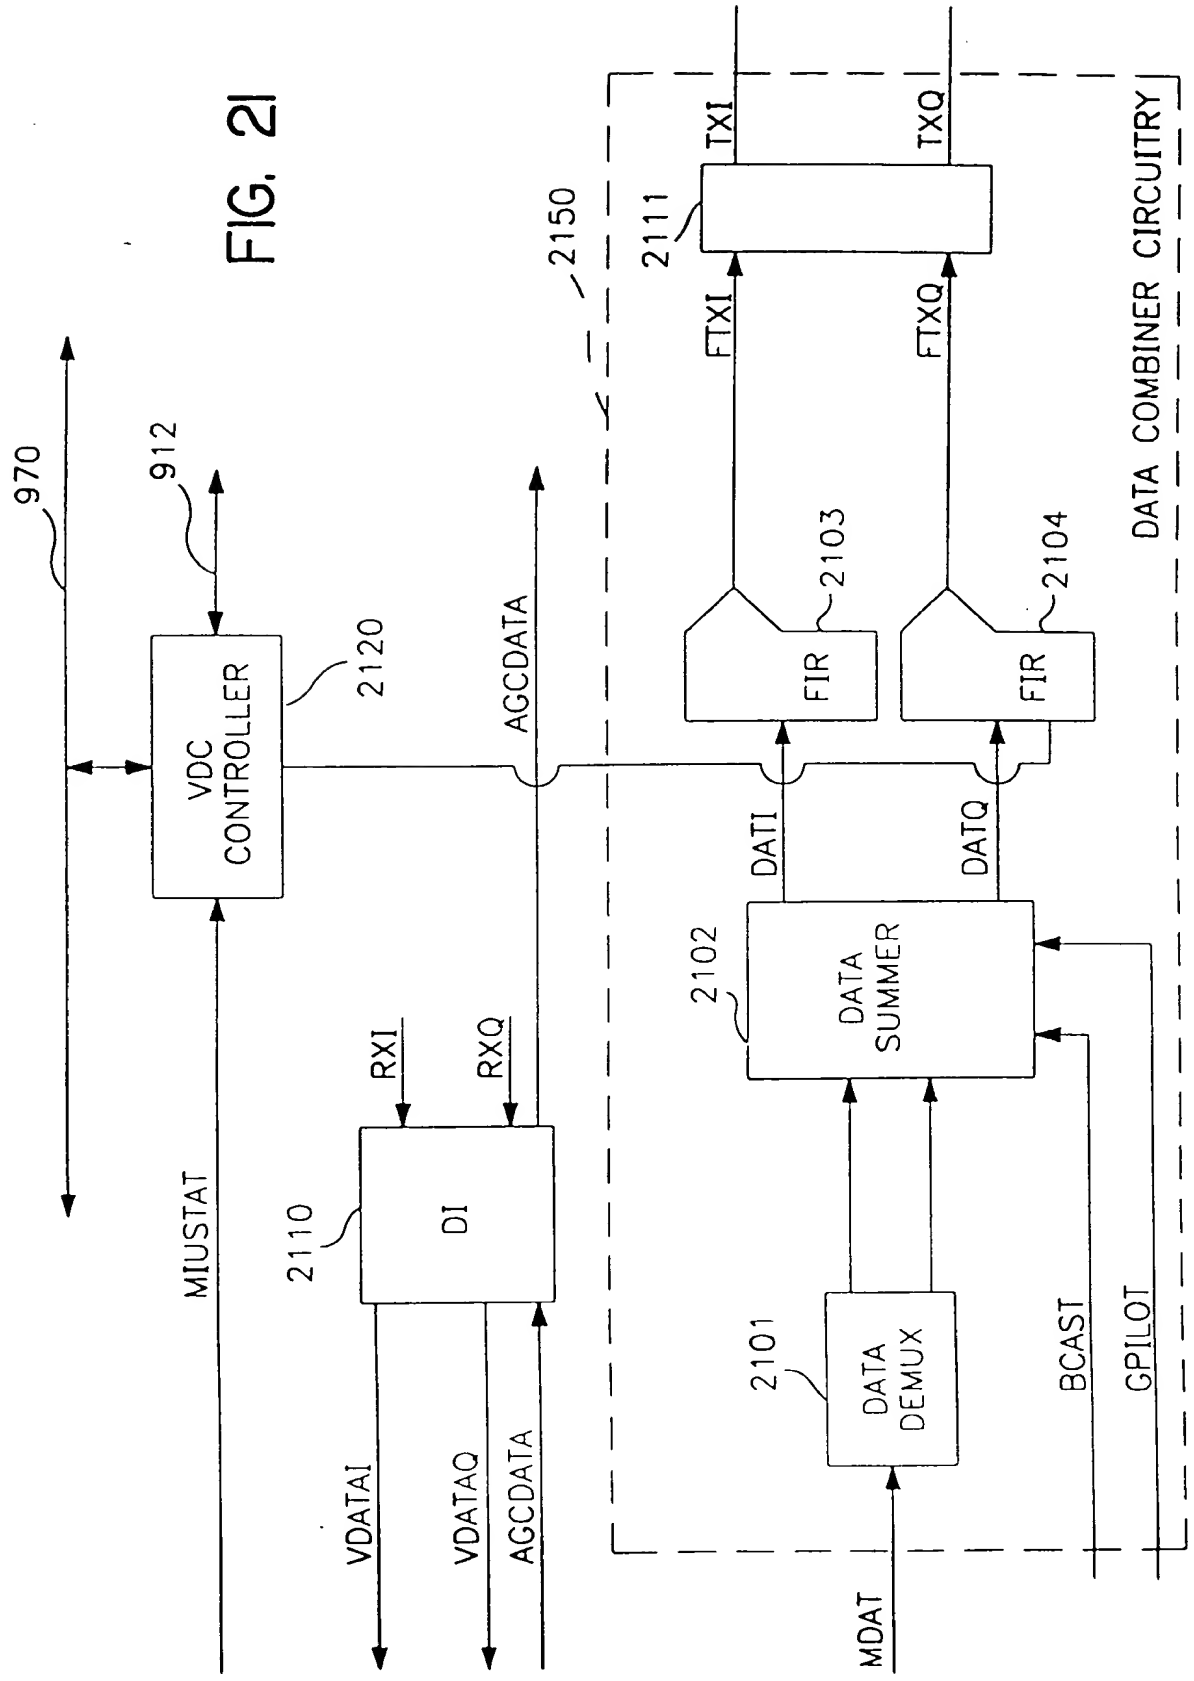 FIG. 21
970
912
VDC
CONTROLLER
2120
MIUSTAT
2110
DI
RXI
RXQ
VDATAI
VDATAQ
AGCDATA
AGCDATA
2150
MDAT
2101
DATA
DEMUX
2102
DATA
SUMMER
BCAST
GPILOT
DATI
DATQ
FIR
2103
FIR
2104
FTXI
FTXQ
2111
TXI
TXQ
DATA COMBINER CIRCUITRY